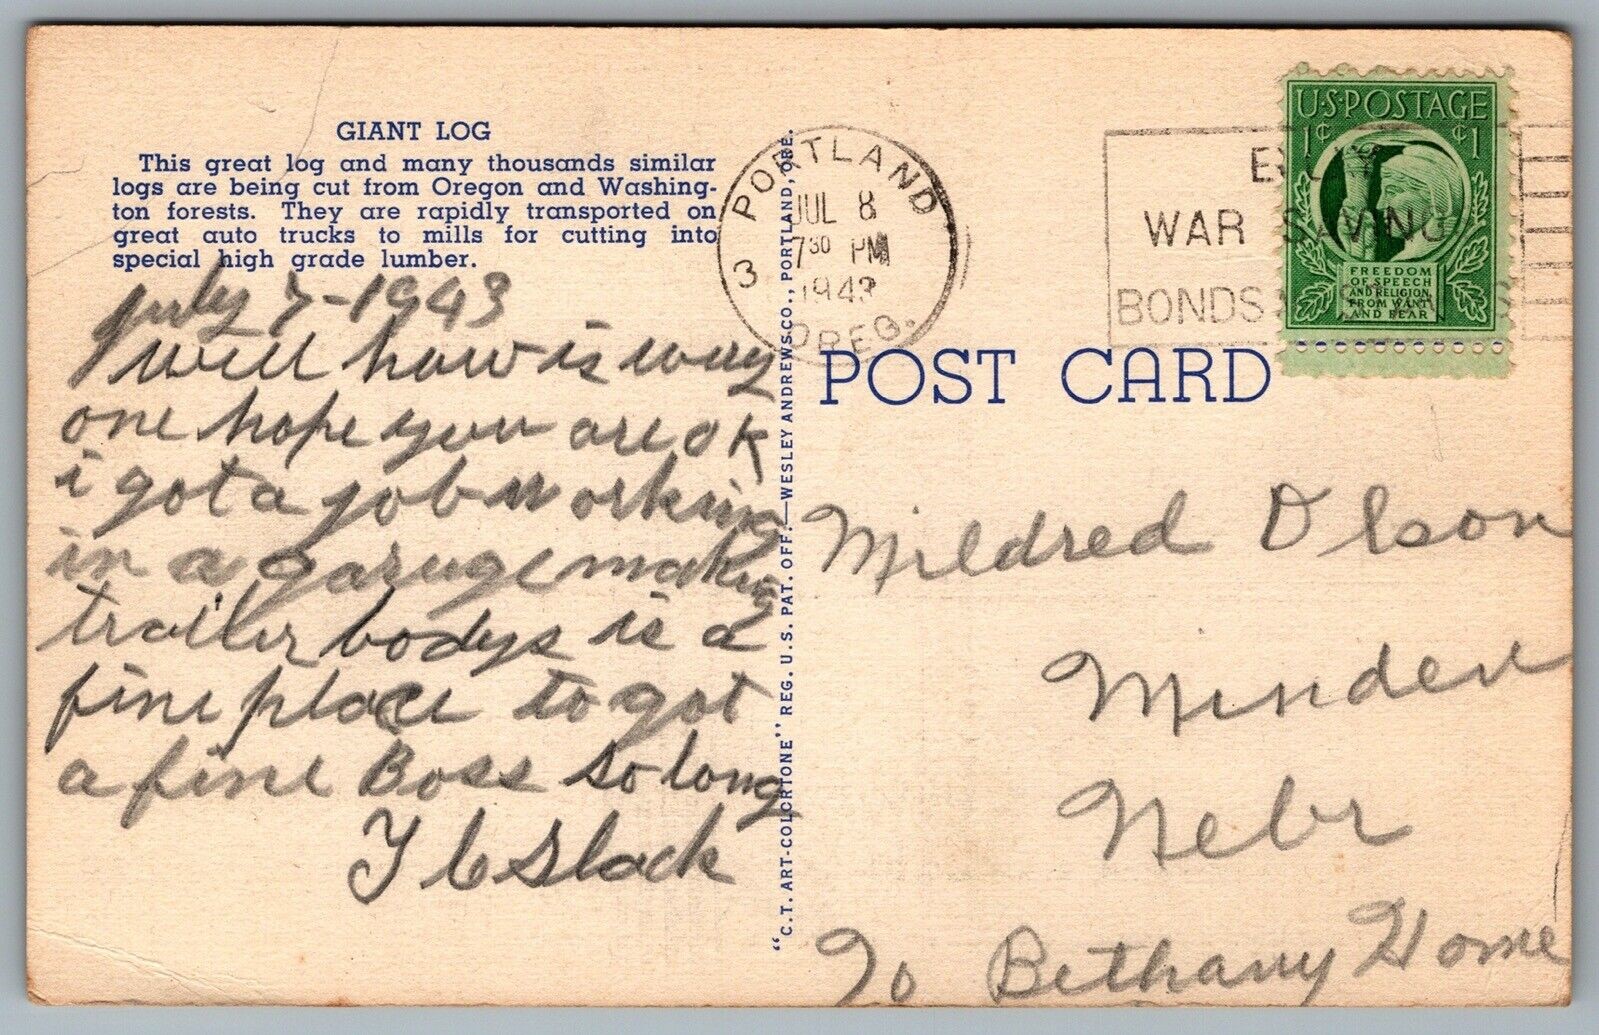 GIANT LOG
This great log and many thousands similar
logs are being cut from Oregon and Washing-
ton forests. They are rapidly transported on
great auto trucks to mills for cutting into
special high grade lumber.
july 7-1943
well how is wvy
one hope you are OK
i got a job working
in a garuge making
trailer bodys is a
fine place to got
a fine Boss so long
T C Slack
"C.T. ART-COLORTONE" REG. U.S. PAT. OFF.—WESLEY ANDREWS CO., PORTLAND, ORE.
PORTLAND
JUL 8
7 30 PM
1943
OREG.
3
WAR SAVING
BONDS
U·S·POSTAGE
1¢ ¢1
FREEDOM
OF SPEECH
AND RELIGION,
FROM WANT
AND FEAR
POST CARD
Mildred Olson
Minden
Nebr
To Bethany Home